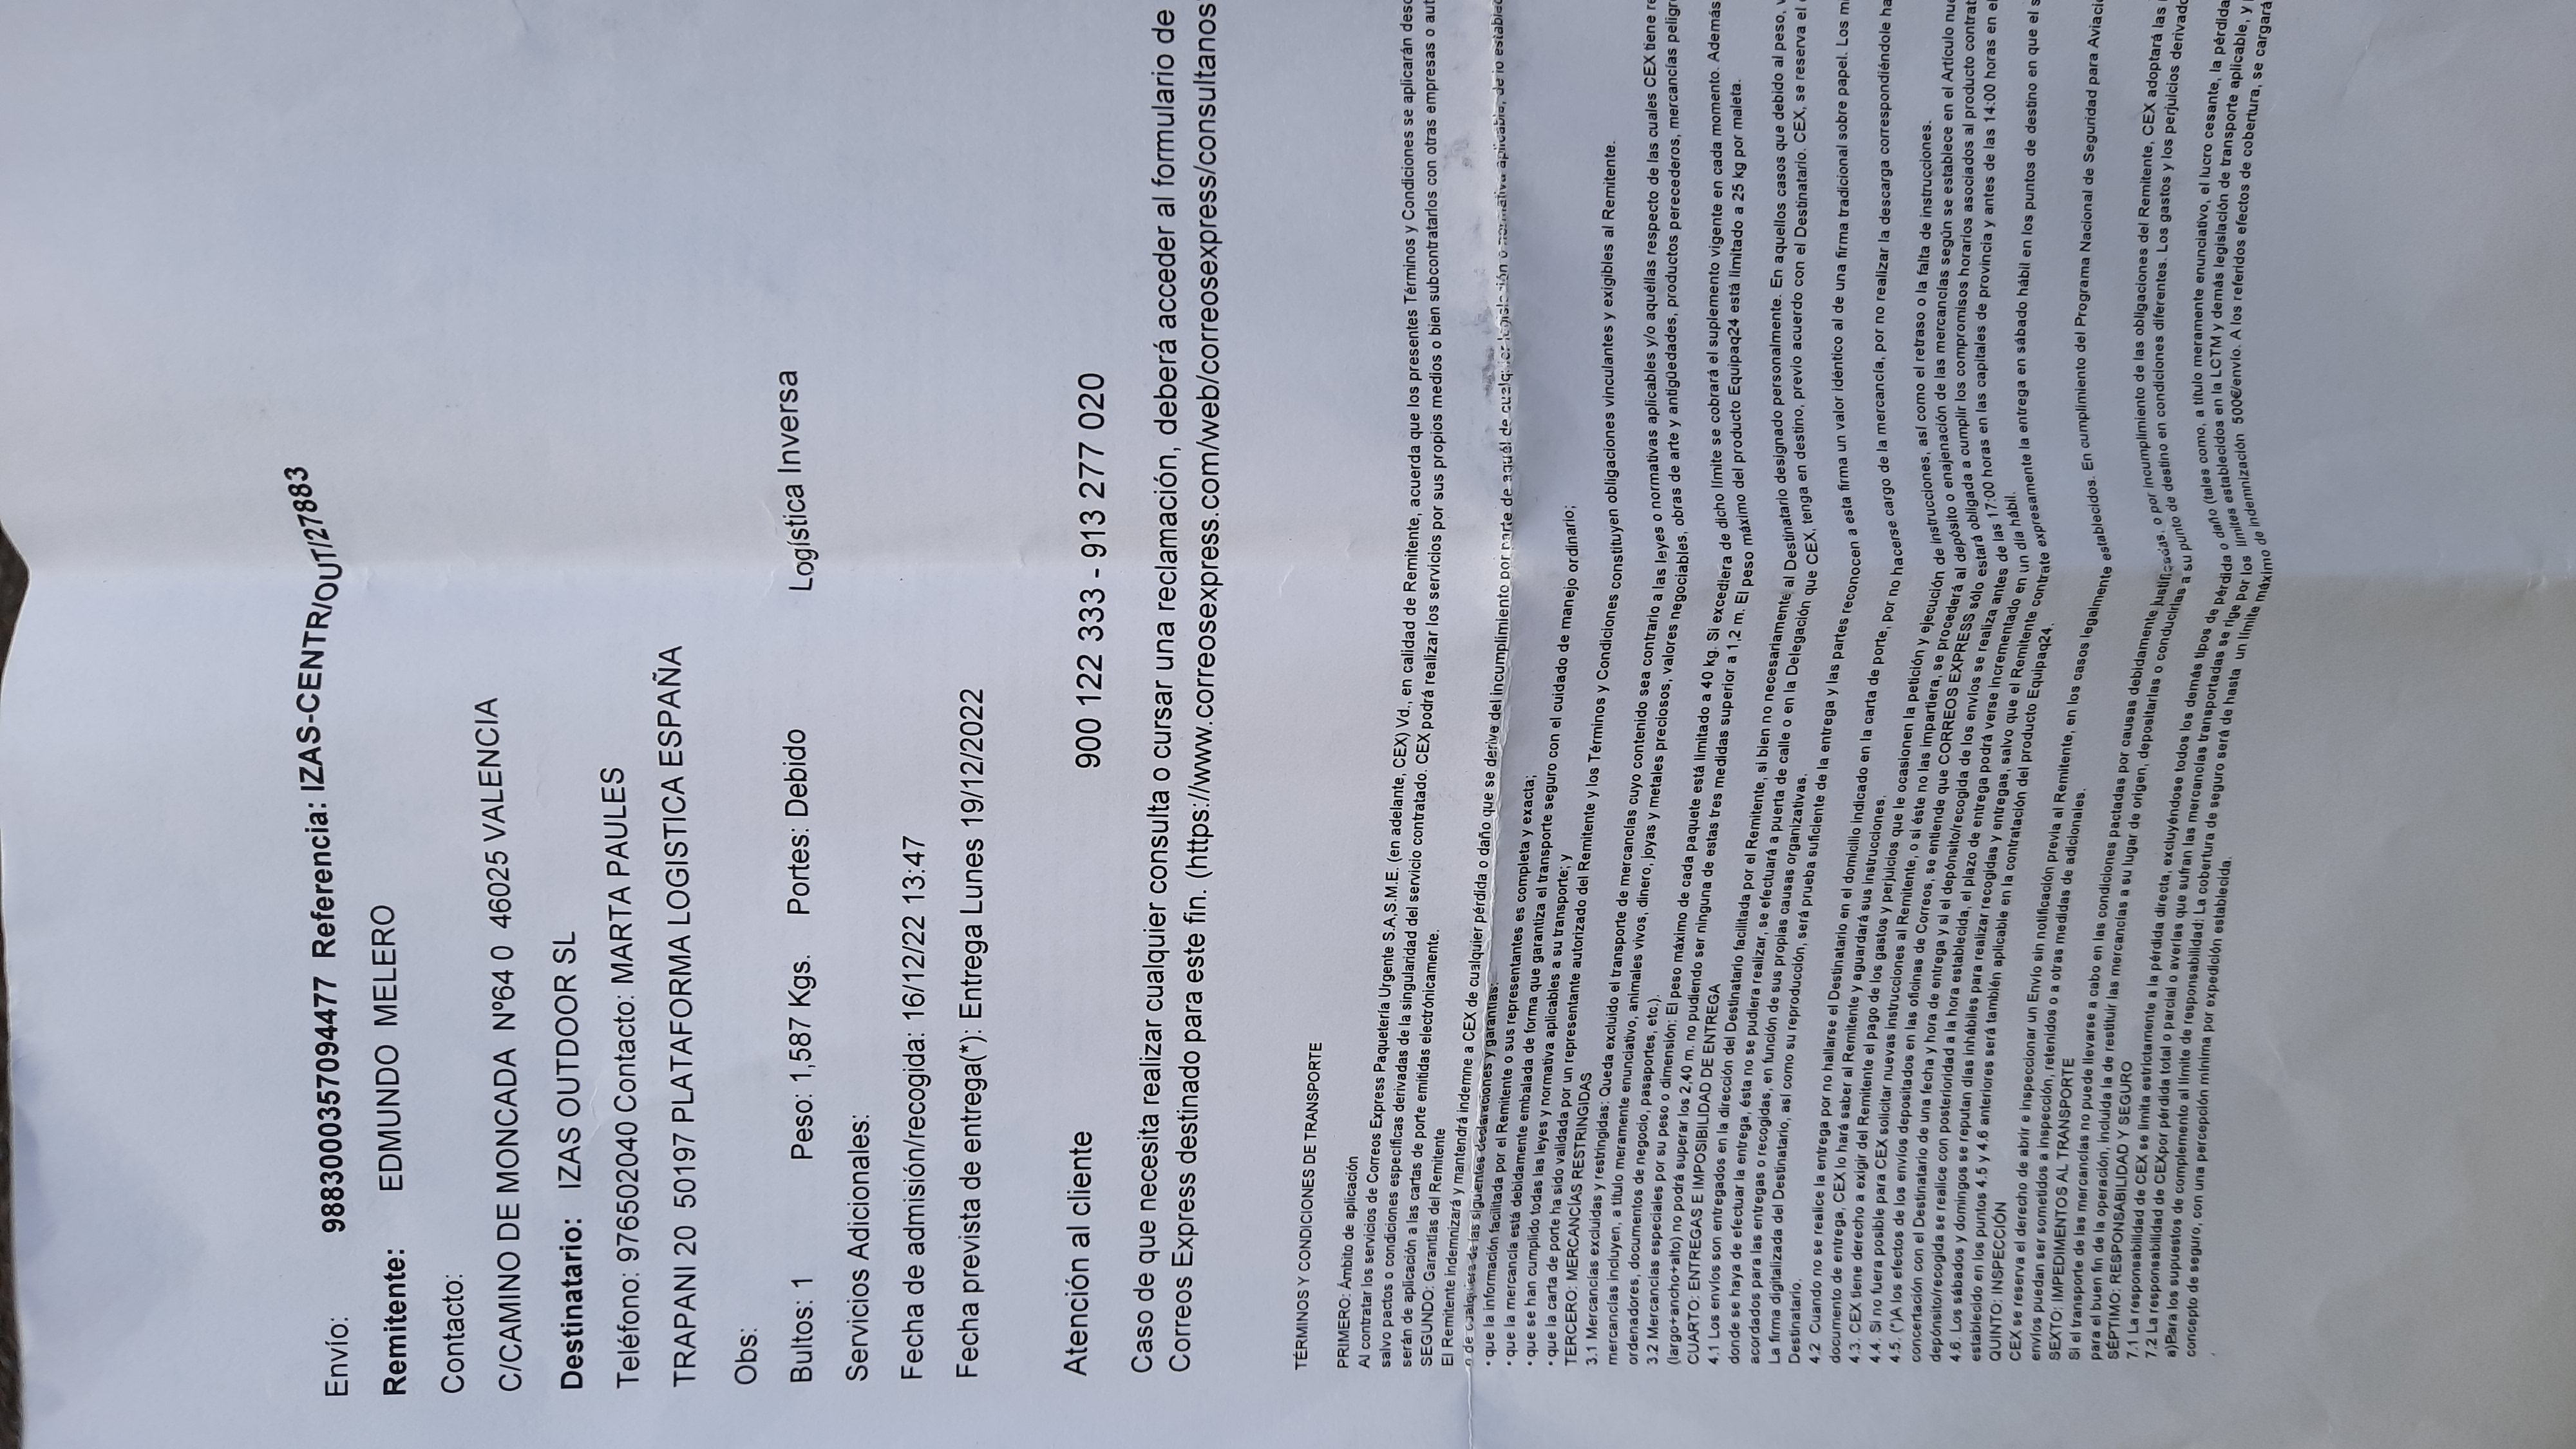 Envío: 9883000357094477 Referencia: IZAS-CENTR/OUT/27883
Remitente: EDMUNDO MELERO
Contacto:
C/CAMINO DE MONCADA Nº64 0 46025 VALENCIA
Destinatario: IZAS OUTDOOR SL
Teléfono: 976502040 Contacto: MARTA PAULES
TRAPANI 20 50197 PLATAFORMA LOGISTICA ESPAÑA
Obs:
Bultos: 1 Peso: 1,587 Kgs. Portes: Debido Logística Inversa
Servicios Adicionales:
Fecha de admisión/recogida: 16/12/22 13:47
Fecha prevista de entrega(*): Entrega Lunes 19/12/2022
Atención al cliente 900 122 333 - 913 277 020
Caso de que necesita realizar cualquier consulta o cursar una reclamación, deberá acceder al formulario de
Correos Express destinado para este fin. (https://www.correosexpress.com/web/correosexpress/consultanos
TÉRMINOS Y CONDICIONES DE TRANSPORTE
PRIMERO: Ámbito de aplicación
Al contratar los servicios de Correos Express Paquetería Urgente S.A,S.M.E. (en adelante, CEX) Vd., en calidad de Remitente, acuerda que los presentes Términos y Condiciones se aplicarán
salvo pactos o condiciones específicas derivadas de la singularidad del servicio contratado. CEX podrá realizar los servicios por sus propios medios o bien subcontratarlos con otras empresas o
serán de aplicación a las cartas de porte emitidas electrónicamente.
SEGUNDO: Garantías del Remitente
El Remitente indemnizará y mantendrá indemne a CEX de cualquier pérdida o daño que se derive del incumplimiento por parte de aquél de cualquier legislación o normativa aplicable, de lo
o de cualquiera de las siguientes declaraciones y garantías:
• que la información facilitada por el Remitente o sus representantes es completa y exacta;
• que la mercancía está debidamente embalada de forma que garantiza el transporte seguro con el cuidado de manejo ordinario;
• que se han cumplido todas las leyes y normativa aplicables a su transporte; y
• que la carta de porte ha sido validada por un representante autorizado del Remitente y los Términos y Condiciones constituyen obligaciones vinculantes y exigibles al Remitente.
TERCERO: MERCANCÍAS RESTRINGIDAS
3.1 Mercancías excluidas y restringidas: Queda excluido el transporte de mercancías cuyo contenido sea contrario a las leyes o normativas aplicables y/o aquéllas respecto de las cuales CEX tiene
mercancías incluyen, a título meramente enunciativo, animales vivos, dinero, joyas y metales preciosos, valores negociables, obras de arte y antigüedades, productos perecederos, mercancías
ordenadores, documentos de negocio, pasaportes, etc.).
3.2 Mercancías especiales por su peso o dimensión: El peso máximo de cada paquete está limitado a 40 kg. Si excediera de dicho límite se cobrará el suplemento vigente en cada momento. Además
(largo+ancho+alto) no podrá superar los 2,40 m. no pudiendo ser ninguna de estas tres medidas superior a 1,2 m. El peso máximo del producto Equipaq24 está limitado a 25 kg por maleta.
CUARTO: ENTREGAS E IMPOSIBILIDAD DE ENTREGA
4.1 Los envíos son entregados en la dirección del Destinatario facilitada por el Remitente, si bien no necesariamente al Destinatario designado personalmente. En aquellos casos que debido al peso,
donde se haya de efectuar la entrega, ésta no se pudiera realizar, se efectuará a puerta de calle o en la Delegación que CEX, tenga en destino, previo acuerdo con el Destinatario. CEX, se reserva el
acordados para las entregas o recogidas, en función de sus propias causas organizativas.
La firma digitalizada del Destinatario, así como su reproducción, será prueba suficiente de la entrega y las partes reconocen a esta firma un valor idéntico al de una firma tradicional sobre papel. Los
Destinatario.
4.2 Cuando no se realice la entrega por no hallarse el Destinatario en el domicilio indicado en la carta de porte, por no hacerse cargo de la mercancía, por no realizar la descarga correspondiéndole
documento de entrega, CEX lo hará saber al Remitente y aguardará sus instrucciones.
4.3. CEX tiene derecho a exigir del Remitente el pago de los gastos y perjuicios que le ocasionen la petición y ejecución de instrucciones, así como el retraso o la falta de instrucciones.
4.4. Si no fuera posible para CEX solicitar nuevas instrucciones al Remitente, o si éste no las impartiera, se procederá al depósito o enajenación de las mercancías según se establece en el Artículo
4.5. (*)A los efectos de los envíos depositados en las oficinas de Correos, se entiende que CORREOS EXPRESS sólo estará obligada a cumplir los compromisos horarios asociados al producto
concertación con el Destinatario de una fecha y hora de entrega y si el depósito/recogida de los envíos se realiza antes de las 17:00 horas en las capitales de provincia y antes de las 14:00 horas en
depósito/recogida se realice con posterioridad a la hora establecida, el plazo de entrega podrá verse incrementado en un día hábil.
4.6. Los sábados y domingos se reputan días inhábiles para realizar recogidas y entregas, salvo que el Remitente contrate expresamente la entrega en sábado hábil en los puntos de destino en que el
establecido en los puntos 4.5 y 4.6 anteriores será también aplicable en la contratación del producto Equipaq24.
QUINTO: INSPECCIÓN
CEX se reserva el derecho de abrir e inspeccionar un Envío sin notificación previa al Remitente, en los casos legalmente establecidos. En cumplimiento del Programa Nacional de Seguridad para
envíos puedan ser sometidos a inspección, retenidos o a otras medidas de adicionales.
SEXTO: IMPEDIMENTOS AL TRANSPORTE
Si el transporte de las mercancías no puede llevarse a cabo en las condiciones pactadas por causas debidamente justificadas, o por incumplimiento de las obligaciones del Remitente, CEX adoptará las
para el buen fin de la operación, incluida la de restituir las mercancías a su lugar de origen, depositarlas o conducirlas a su punto de destino en condiciones diferentes. Los gastos y los perjuicios
SÉPTIMO: RESPONSABILIDAD Y SEGURO
7.1 La responsabilidad de CEX se limita estrictamente a la pérdida directa, excluyéndose todos los demás tipos de pérdida o daño (tales como, a título meramente enunciativo, el lucro cesante, la pérdida
7.2 La responsabilidad de CEXpor pérdida total o parcial o averías que sufran las mercancías transportadas se rige por los límites establecidos en la LCTM y demás legislación de transporte aplicable, y
a)Para los supuestos de complemento al límite de responsabilidad: La cobertura de seguro será de hasta un límite máximo de indemnización 500€/envío. A los referidos efectos de cobertura, se cargará
concepto de seguro, con una percepción mínima por expedición establecida.